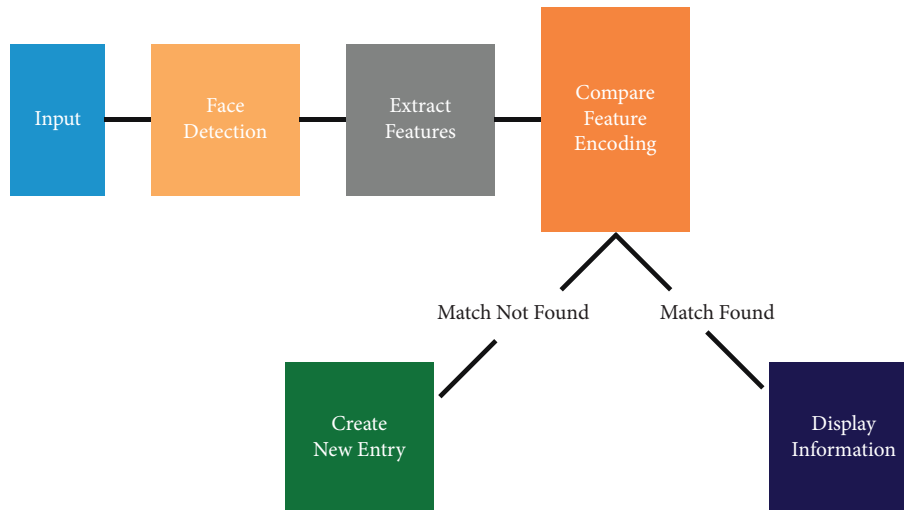 Input
Face
Detection
Extract
Features
Compare
Feature
Encoding
Match Not Found
Match Found
Create
New Entry
Display
Information